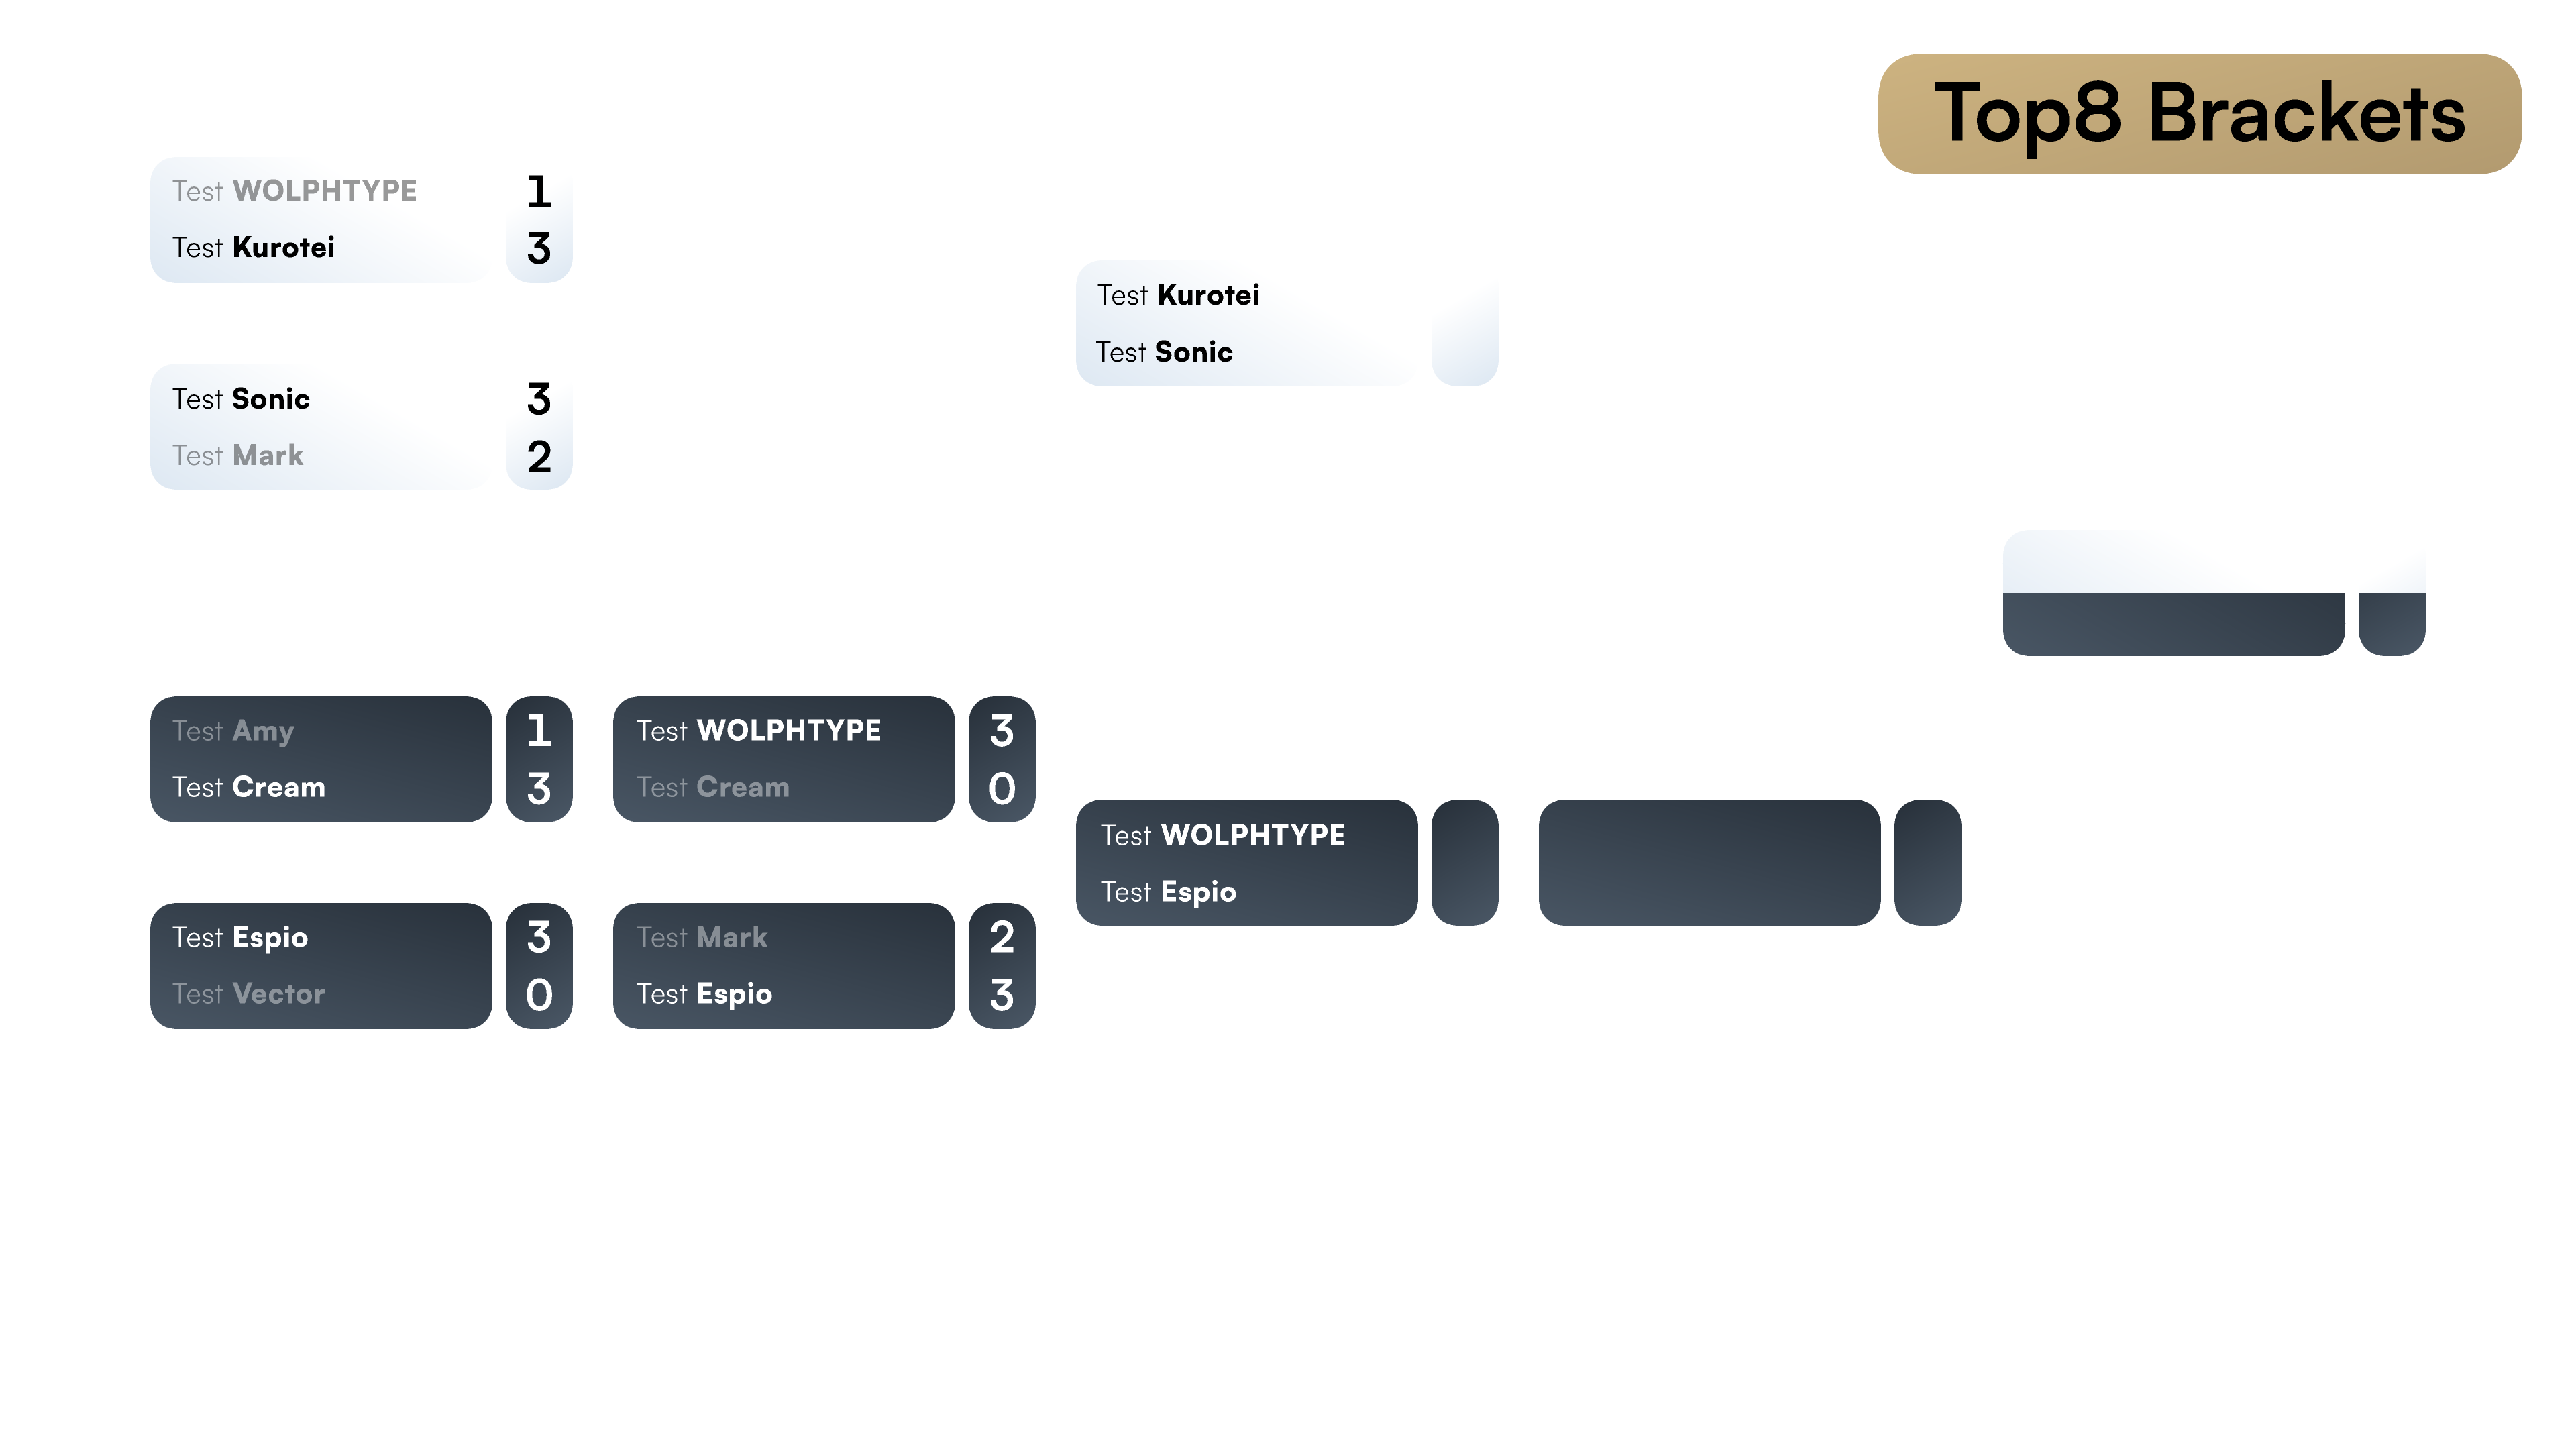 Top8 Brackets
Test WOLPHTYPE 1
Test Kurotei 3
Test Sonic 3
Test Mark 2
Test Kurotei
Test Sonic
Test Amy 1
Test Cream 3
Test WOLPHTYPE 3
Test Cream 0
Test Espio 3
Test Vector 0
Test Mark 2
Test Espio 3
Test WOLPHTYPE
Test Espio